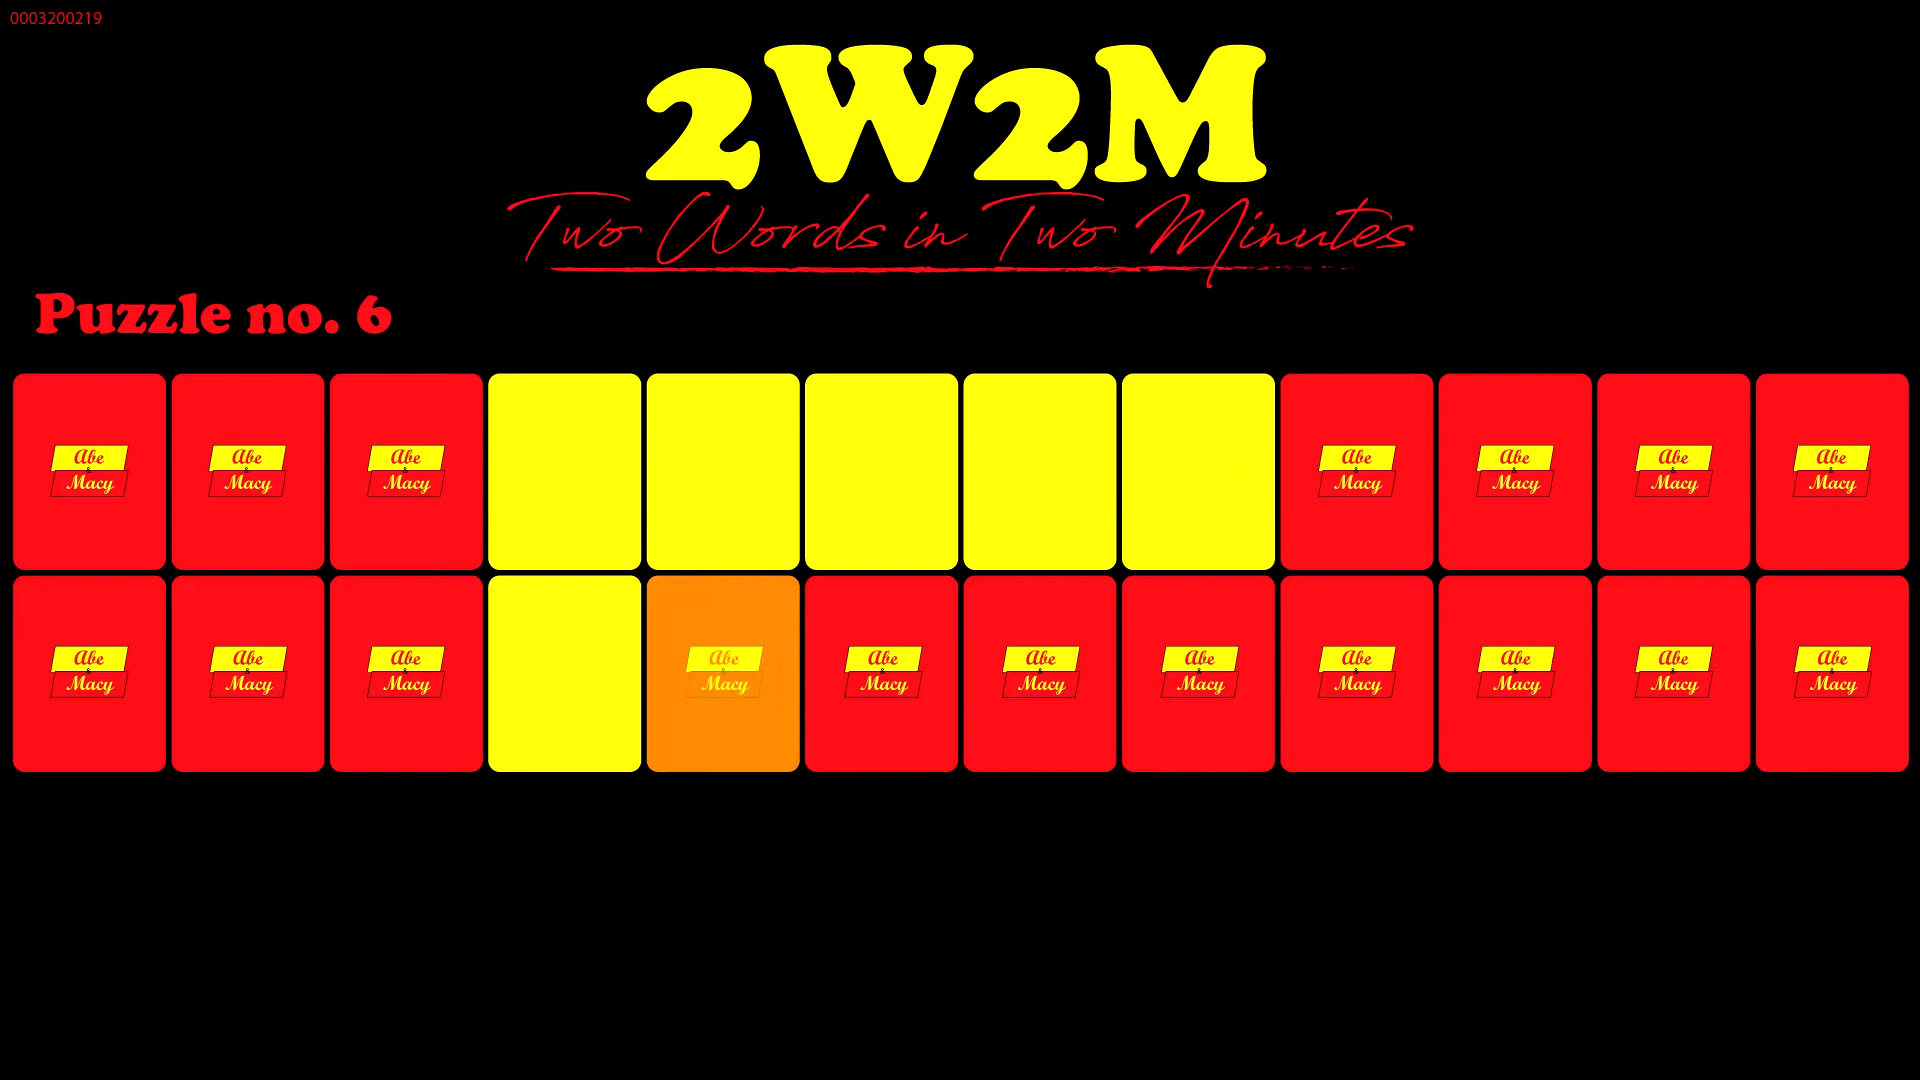 0003200219
2W2M
Two Words in Two Minutes
Puzzle no. 6
Abe & Macy Abe & Macy Abe & Macy Abe & Macy Abe & Macy Abe & Macy Abe & Macy
Abe & Macy Abe & Macy Abe & Macy Abe & Macy Abe & Macy Abe & Macy Abe & Macy Abe & Macy Abe & Macy Abe & Macy Abe & Macy